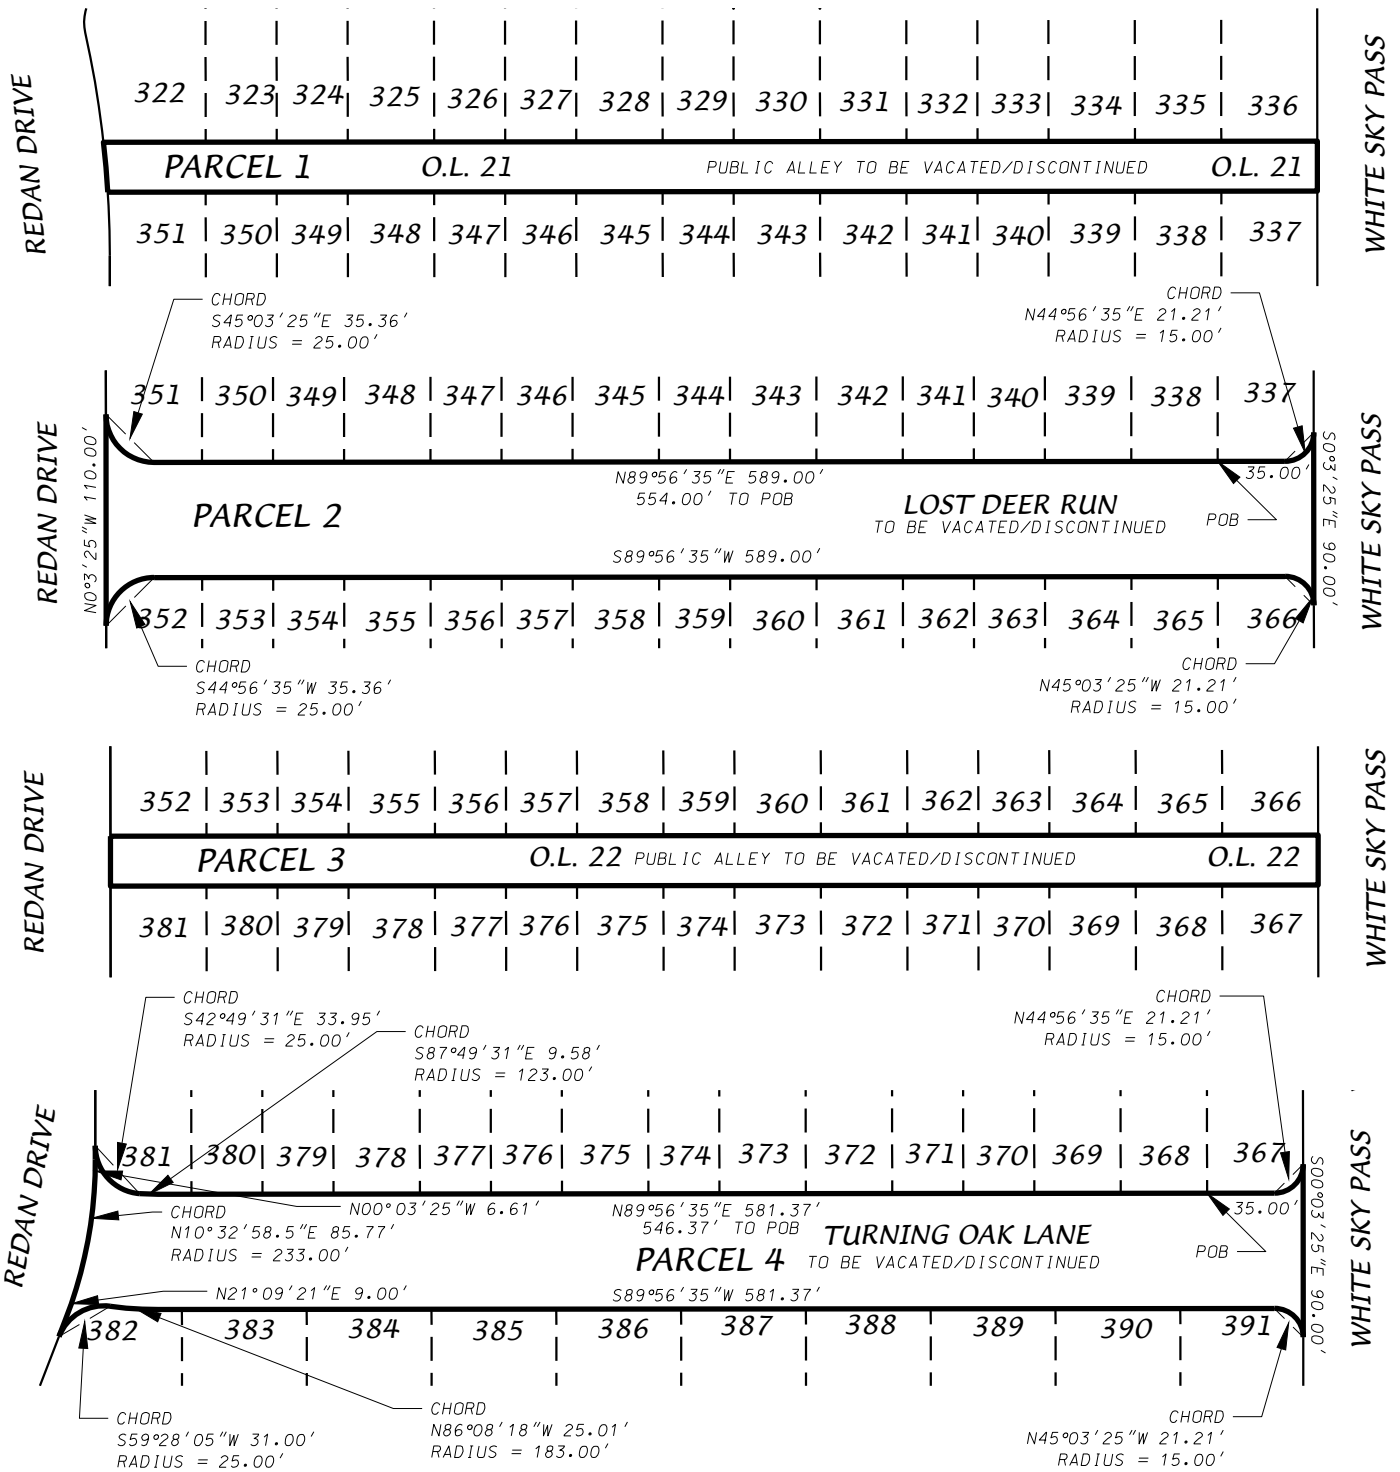 REDAN DRIVE
322 323 324 325 326 327 328 329 330 331 332 333 334 335 336
WHITE SKY PASS
PARCEL 1 O.L. 21 PUBLIC ALLEY TO BE VACATED/DISCONTINUED O.L. 21
351 350 349 348 347 346 345 344 343 342 341 340 339 338 337
CHORD
S45°03'25"E 35.36'
RADIUS = 25.00'
CHORD
N44°56'35"E 21.21'
RADIUS = 15.00'
351 350 349 348 347 346 345 344 343 342 341 340 339 338 337
REDAN DRIVE
N0°3'25"W 110.00'
N89°56'35"E 589.00'
554.00' TO POB
35.00'
PARCEL 2
LOST DEER RUN
TO BE VACATED/DISCONTINUED
POB
S89°56'35"W 589.00'
S0°3'25"E 90.00'
WHITE SKY PASS
352 353 354 355 356 357 358 359 360 361 362 363 364 365 366
CHORD
S44°56'35"W 35.36'
RADIUS = 25.00'
CHORD
N45°03'25"W 21.21'
RADIUS = 15.00'
REDAN DRIVE
352 353 354 355 356 357 358 359 360 361 362 363 364 365 366
WHITE SKY PASS
PARCEL 3 O.L. 22 PUBLIC ALLEY TO BE VACATED/DISCONTINUED O.L. 22
381 380 379 378 377 376 375 374 373 372 371 370 369 368 367
CHORD
S42°49'31"E 33.95'
RADIUS = 25.00'
CHORD
S87°49'31"E 9.58'
RADIUS = 123.00'
CHORD
N44°56'35"E 21.21'
RADIUS = 15.00'
REDAN DRIVE
381 380 379 378 377 376 375 374 373 372 371 370 369 368 367
N00°03'25"W 6.61'
N89°56'35"E 581.37'
546.37' TO POB
35.00'
CHORD
N10°32'58.5"E 85.77'
RADIUS = 233.00'
TURNING OAK LANE
PARCEL 4 TO BE VACATED/DISCONTINUED
POB
N21°09'21"E 9.00'
S89°56'35"W 581.37'
S00°03'25"E 90.00'
WHITE SKY PASS
382 383 384 385 386 387 388 389 390 391
CHORD
S59°28'05"W 31.00'
RADIUS = 25.00'
CHORD
N86°08'18"W 25.01'
RADIUS = 183.00'
CHORD
N45°03'25"W 21.21'
RADIUS = 15.00'